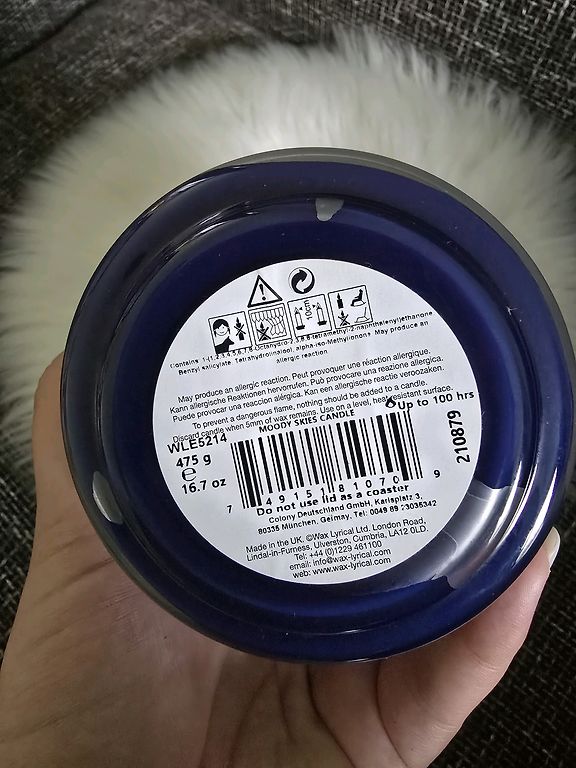 10cm
Contains: 1-(1,2,3,4,5,6,7,8-Octahydro-2,3,8,8-tetramethyl-2-naphthalenyl)ethanone
Benzyl salicylate, Tetrahydrolinalool, alpha-iso-Methylionone. May produce an
allergic reaction.
May produce an allergic reaction. Peut provoquer une réaction allergique.
Kann allergische Reaktionen hervorrufen. Può provocare una reazione allergica.
Puede provocar una reacción alérgica. Kan een allergische reactie veroorzaken.
To prevent a dangerous flame, nothing should be added to a candle.
Discard candle when 5mm of wax remains. Use on a level, heat resistant surface.
MOODY SKIES CANDLE
Up to 100 hrs
WLE5214
475 g
e
16.7 oz
210879
7 49151 81070 9
Do not use lid as a coaster
Colony Deutschland GmbH, Karlsplatz 3,
80335 München, Geimay, Tel: 0049 89 23035342
Made in the UK. ©Wax Lyrical Ltd. London Road,
Lindal-in-Furness, Ulverston, Cumbria, LA12 0LD.
Tel: +44 (0)1229 461100
email: info@wax-lyrical.com
web: www.wax-lyrical.com